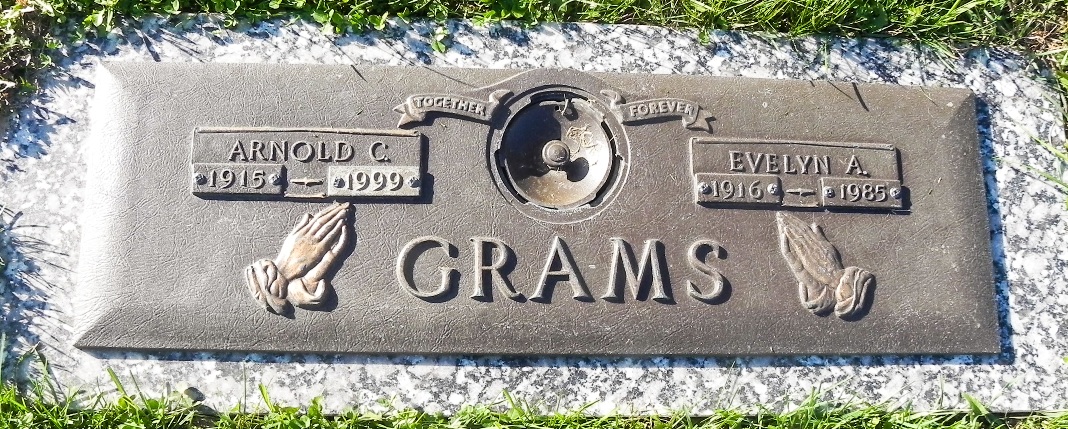 TOGETHER FOREVER
ARNOLD C.
1915 – 1999
EVELYN A.
1916 – 1985
GRAMS